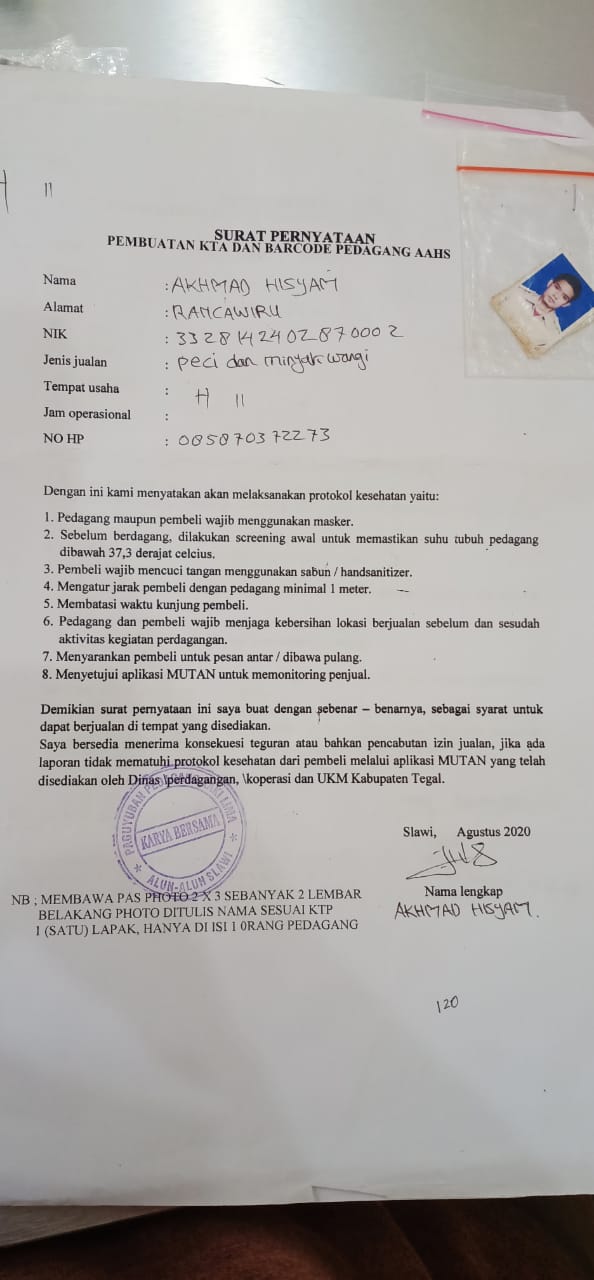 H 11
SURAT PERNYATAAN
PEMBUATAN KTA DAN BARCODE PEDAGANG AAHS
Nama : AKHMAD HISYAM
Alamat : RANCAWIRU
NIK : 3328142402870002
Jenis jualan : peci dan minyak wangi
Tempat usaha : H 11
Jam operasional :
NO HP : 085870372273
Dengan ini kami menyatakan akan melaksanakan protokol kesehatan yaitu:
1. Pedagang maupun pembeli wajib menggunakan masker.
2. Sebelum berdagang, dilakukan screening awal untuk memastikan suhu tubuh pedagang
dibawah 37,3 derajat celcius.
3. Pembeli wajib mencuci tangan menggunakan sabun / handsanitizer.
4. Mengatur jarak pembeli dengan pedagang minimal 1 meter.
5. Membatasi waktu kunjung pembeli.
6. Pedagang dan pembeli wajib menjaga kebersihan lokasi berjualan sebelum dan sesudah
aktivitas kegiatan perdagangan.
7. Menyarankan pembeli untuk pesan antar / dibawa pulang.
8. Menyetujui aplikasi MUTAN untuk memonitoring penjual.
Demikian surat pernyataan ini saya buat dengan sebenar – benarnya, sebagai syarat untuk
dapat berjualan di tempat yang disediakan.
Saya bersedia menerima konsekuesi teguran atau bahkan pencabutan izin jualan, jika ada
laporan tidak mematuhi protokol kesehatan dari pembeli melalui aplikasi MUTAN yang telah
disediakan oleh Dinas \perdagangan, \koperasi dan UKM Kabupaten Tegal.
PAGUYUBAN PEDAGANG KAKI LIMA
KARYA BERSAMA
ALUN-ALUN SLAWI
Slawi, Agustus 2020
Nama lengkap
AKHMAD HISYAM.
NB ; MEMBAWA PAS PHOTO 2 X 3 SEBANYAK 2 LEMBAR
BELAKANG PHOTO DITULIS NAMA SESUAI KTP
1 (SATU) LAPAK, HANYA DI ISI 1 0RANG PEDAGANG
120